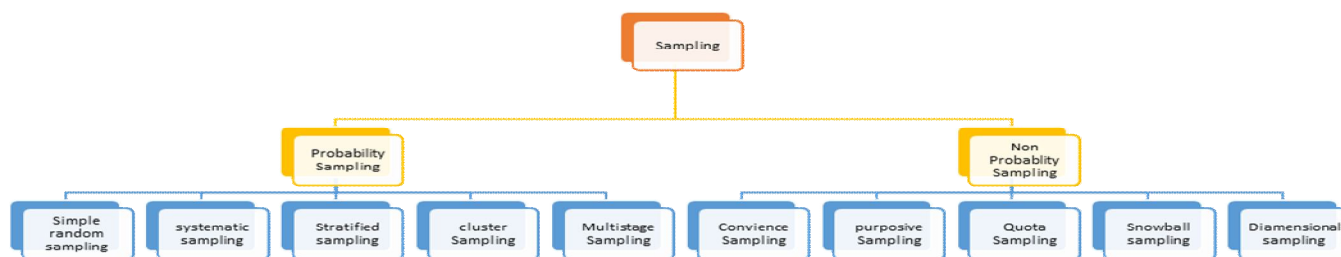 Sampling
Probability
Sampling
Non
Probablity
Sampling
Simple
random
sampling
systematic
sampling
Stratified
sampling
cluster
Sampling
Multistage
Sampling
Convience
Sampling
purposive
Sampling
Quota
Sampling
Snowball
sampling
Diamensional
sampling